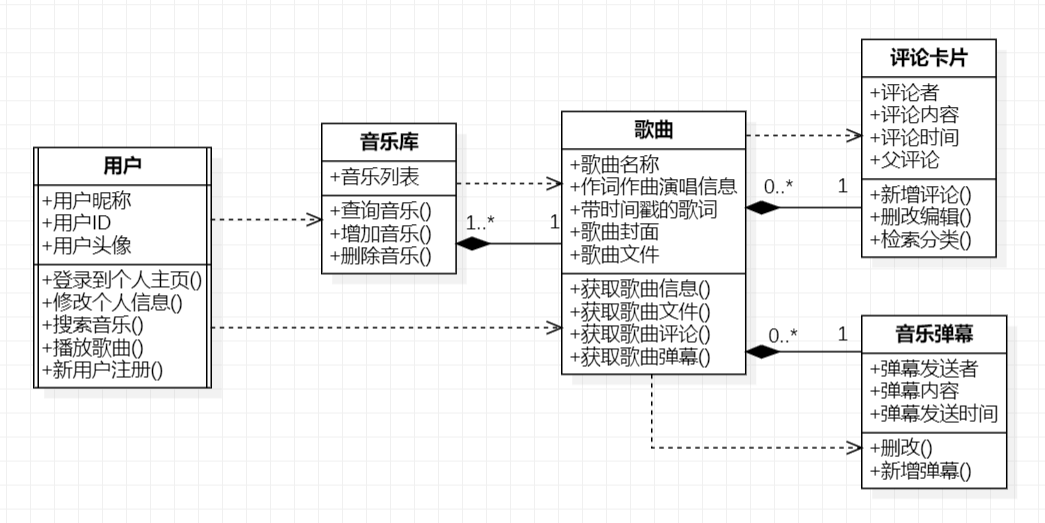 用户
+用户昵称
+用户ID
+用户头像
+登录到个人主页()
+修改个人信息()
+搜索音乐()
+播放歌曲()
+新用户注册()
音乐库
+音乐列表
+查询音乐()
+增加音乐()
+删除音乐()
1..*
1
歌曲
+歌曲名称
+作词作曲演唱信息
+带时间戳的歌词
+歌曲封面
+歌曲文件
+获取歌曲信息()
+获取歌曲文件()
+获取歌曲评论()
+获取歌曲弹幕()
0..*
1
0..*
1
评论卡片
+评论者
+评论内容
+评论时间
+父评论
+新增评论()
+删改编辑()
+检索分类()
音乐弹幕
+弹幕发送者
+弹幕内容
+弹幕发送时间
+删改()
+新增弹幕()